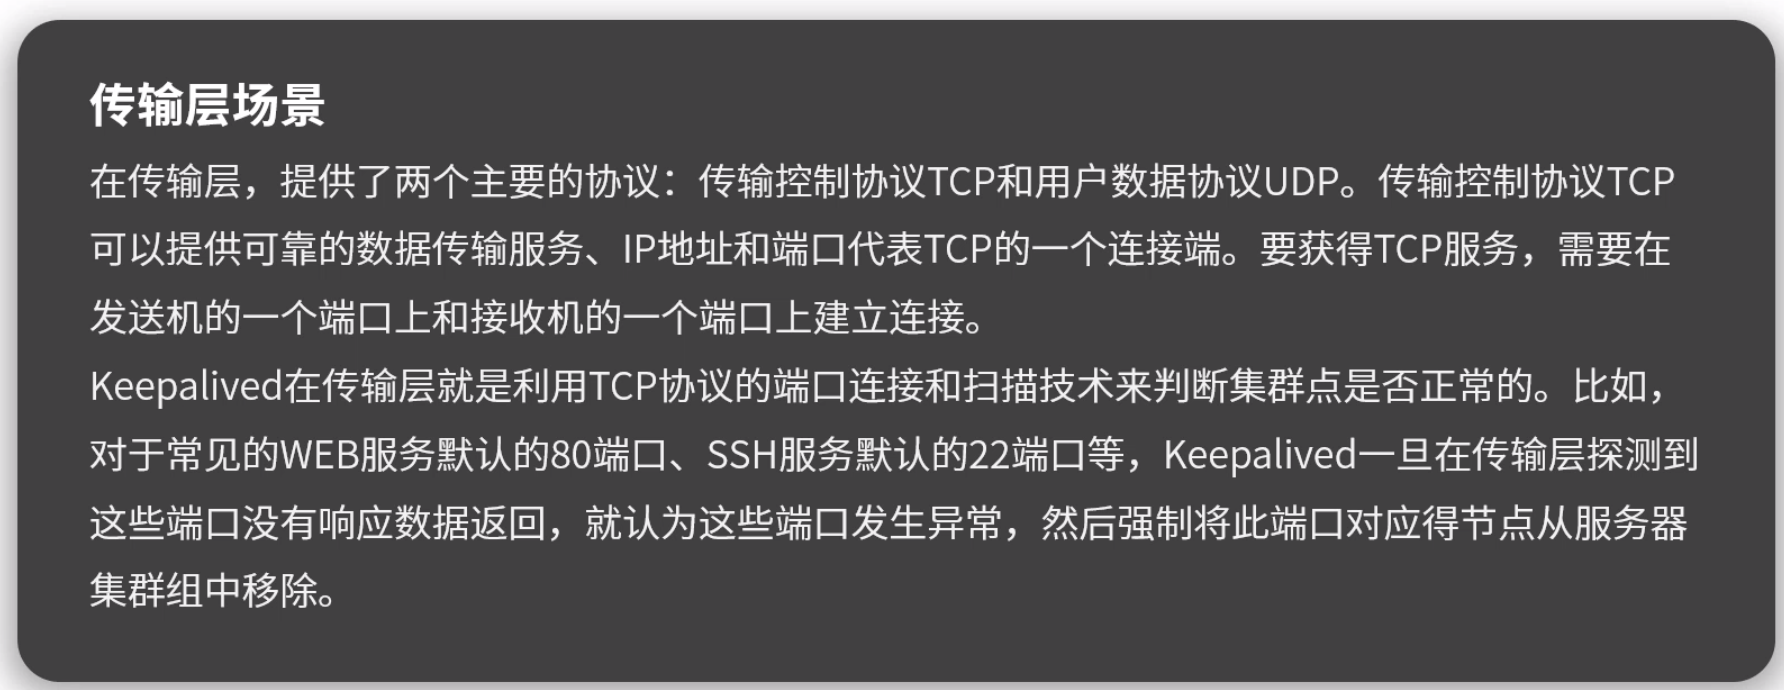 传输层场景
在传输层，提供了两个主要的协议：传输控制协议TCP和用户数据协议UDP。传输控制协议TCP
可以提供可靠的数据传输服务、IP地址和端口代表TCP的一个连接端。要获得TCP服务，需要在
发送机的一个端口上和接收机的一个端口上建立连接。
Keepalived在传输层就是利用TCP协议的端口连接和扫描技术来判断集群点是否正常的。比如，
对于常见的WEB服务默认的80端口、SSH服务默认的22端口等，Keepalived一旦在传输层探测到
这些端口没有响应数据返回，就认为这些端口发生异常，然后强制将此端口对应得节点从服务器
集群组中移除。